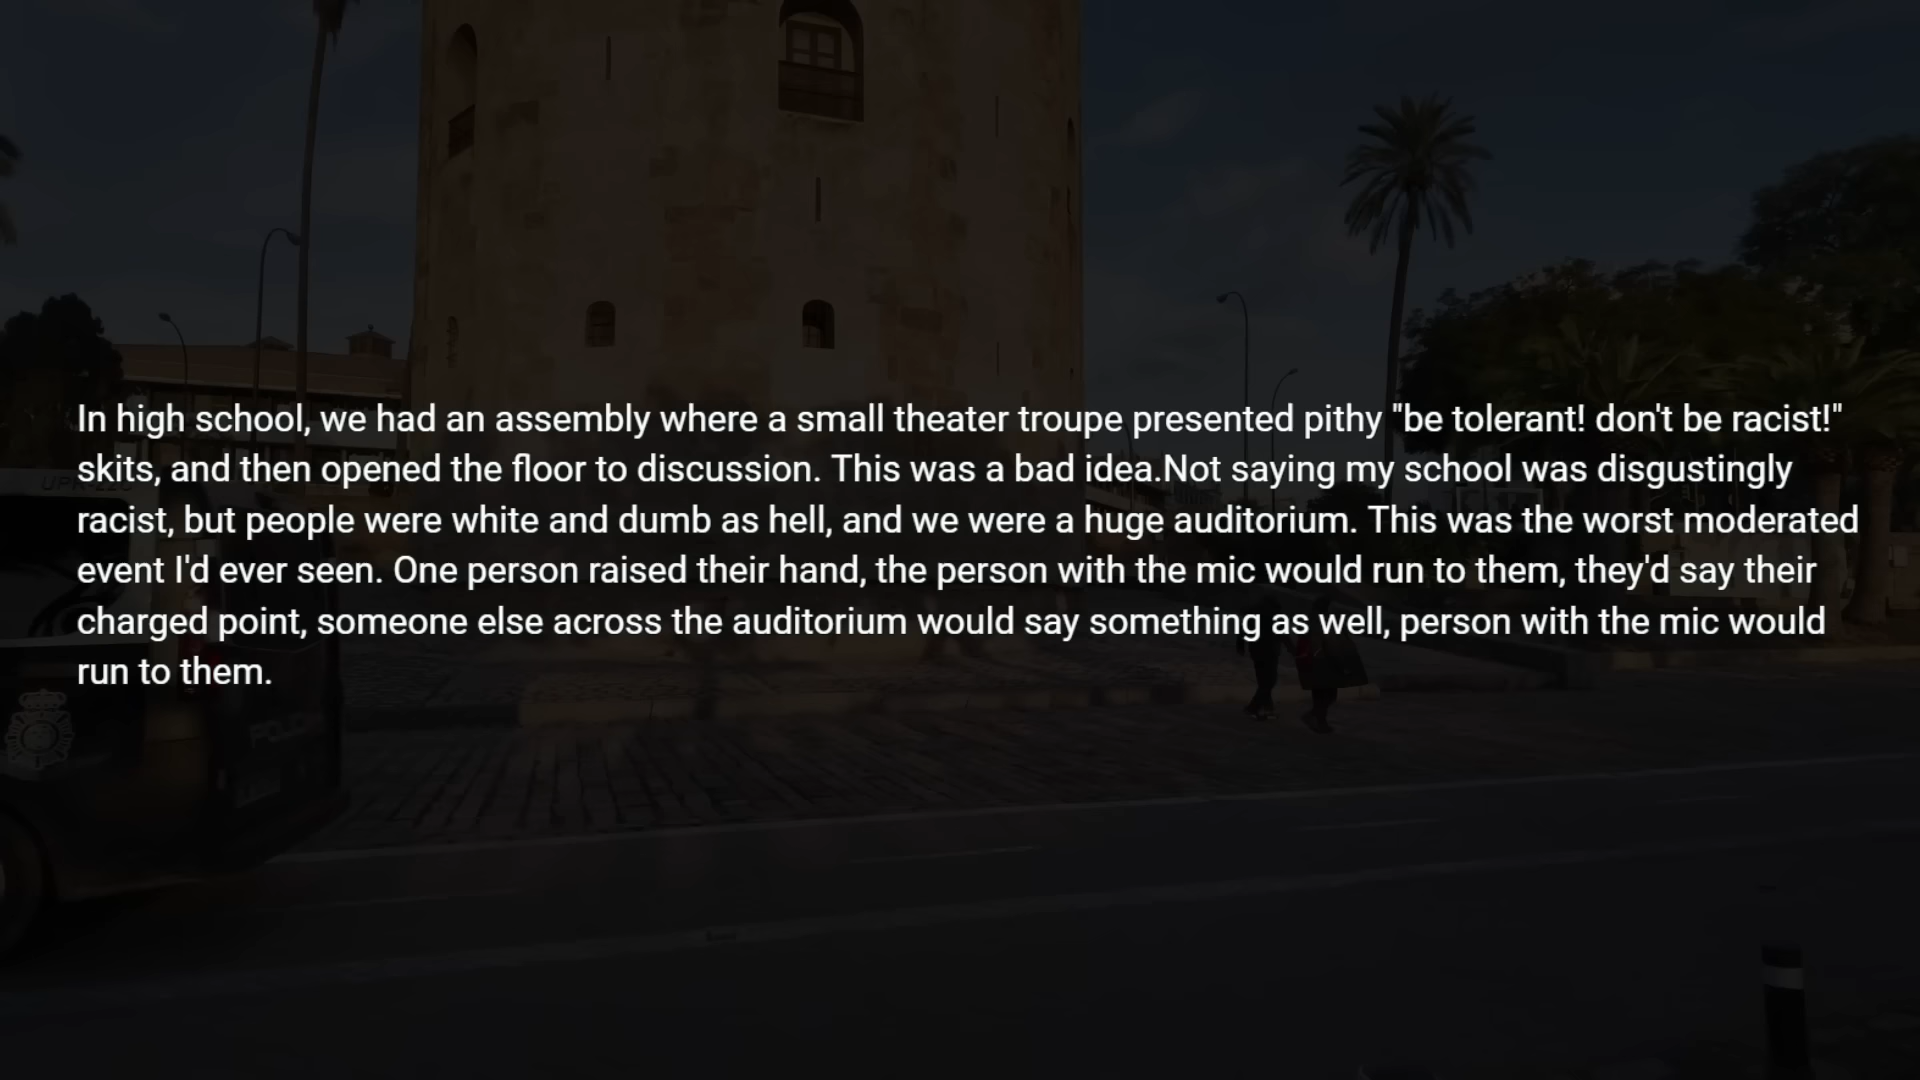 In high school, we had an assembly where a small theater troupe presented pithy "be tolerant! don't be racist!"
skits, and then opened the floor to discussion. This was a bad idea.Not saying my school was disgustingly
racist, but people were white and dumb as hell, and we were a huge auditorium. This was the worst moderated
event I'd ever seen. One person raised their hand, the person with the mic would run to them, they'd say their
charged point, someone else across the auditorium would say something as well, person with the mic would
run to them.